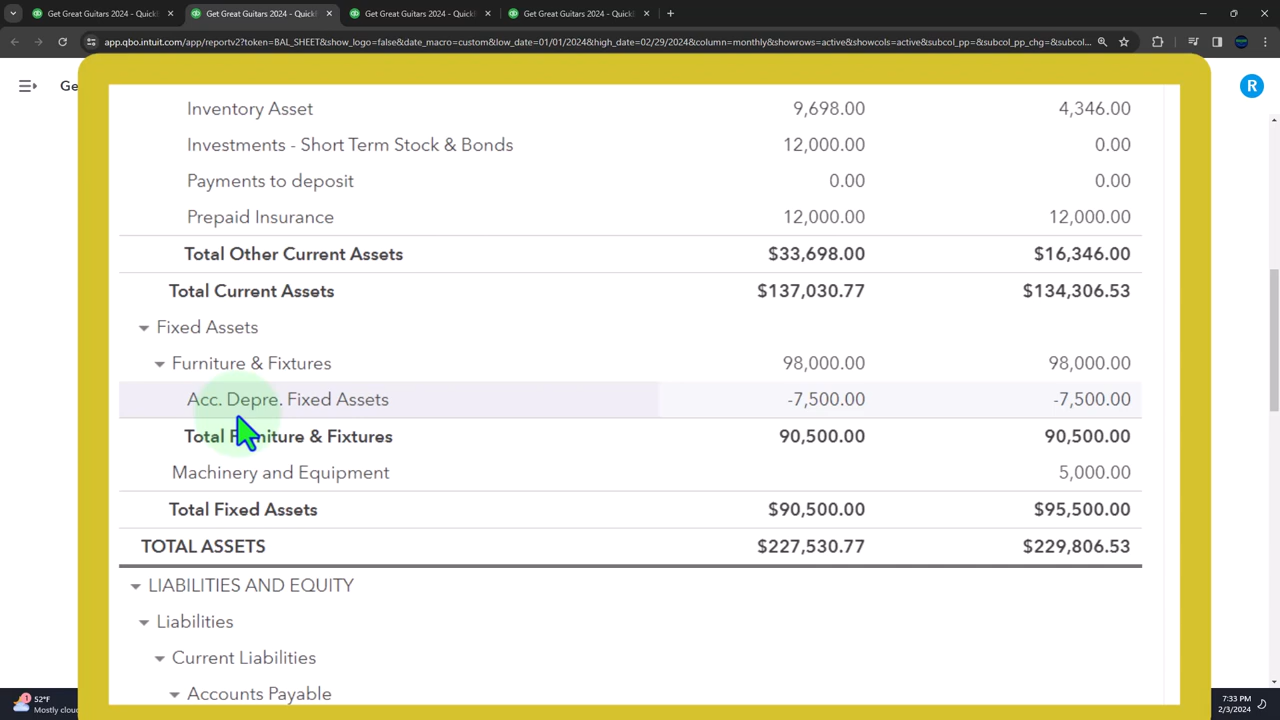 Get Great Guitars 2024 - QuickB
Get Great Guitars 2024 - Quickl
Get Great Guitars 2024 - QuickB
Get Great Guitars 2024 - QuickB
app.qbo.intuit.com/app/reportv2?token=BAL_SHEET&show_logo=false&date_macro=custom&low_date=01/01/2024&high_date=02/29/2024&column=monthly&showrows=active&showcols=active&subcol_pp=&subcol_pp_chg=&subcol...
Ge
R
Inventory Asset 9,698.00 4,346.00
Investments - Short Term Stock & Bonds 12,000.00 0.00
Payments to deposit 0.00 0.00
Prepaid Insurance 12,000.00 12,000.00
Total Other Current Assets $33,698.00 $16,346.00
Total Current Assets $137,030.77 $134,306.53
Fixed Assets
Furniture & Fixtures 98,000.00 98,000.00
Acc. Depre. Fixed Assets -7,500.00 -7,500.00
Total Furniture & Fixtures 90,500.00 90,500.00
Machinery and Equipment 5,000.00
Total Fixed Assets $90,500.00 $95,500.00
TOTAL ASSETS $227,530.77 $229,806.53
LIABILITIES AND EQUITY
Liabilities
Current Liabilities
Accounts Payable
1
52°F
Mostly cloud
7:33 PM
2/3/2024